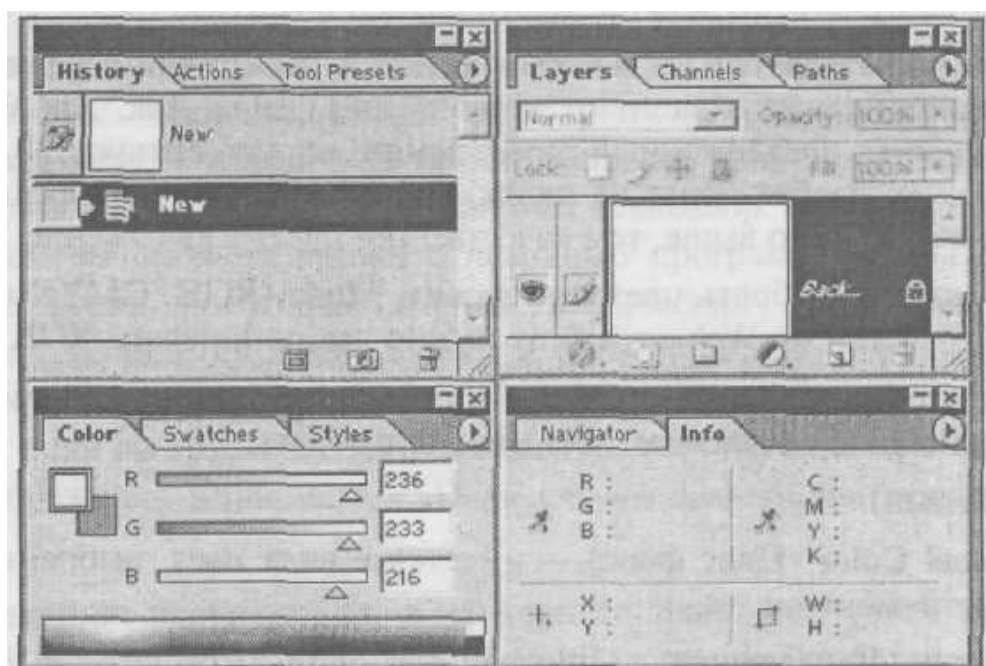 History Actions Tool Presets
New
New
Layers Channels Paths
Normal Opacity: 100%
Lock: Fill: 100%
Back...
Color Swatches Styles
R 236
G 233
B 216
Navigator Info
R :
G :
B :
C :
M :
Y :
K :
X :
Y :
W :
H :